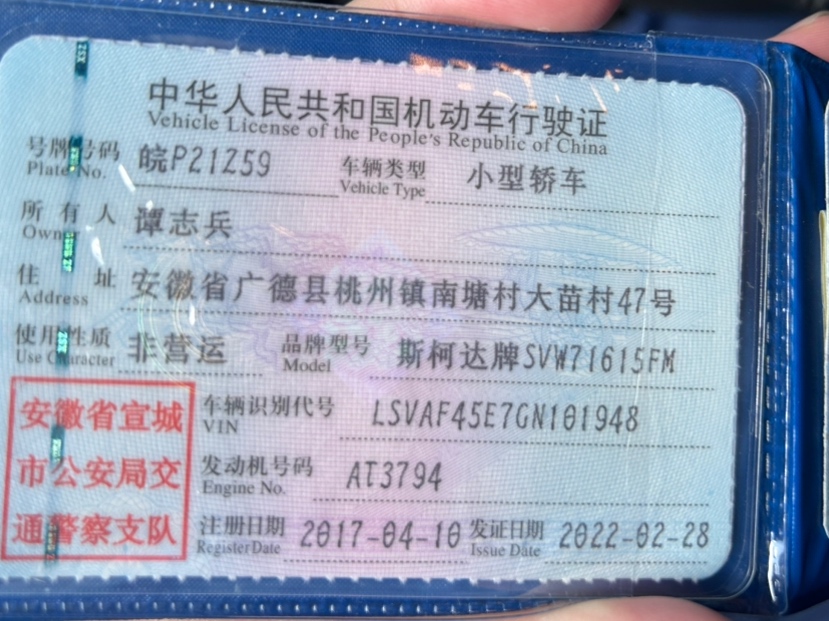 中华人民共和国机动车行驶证
Vehicle License of the People's Republic of China
号牌号码 皖P21Z59 车辆类型 小型轿车
Plate No. Vehicle Type
所有人 谭志兵
Owner
住址 安徽省广德县桃州镇南塘村大苗村47号
Address
使用性质 非营运 品牌型号 斯柯达牌SVW71615FM
Use Character Model
安徽省宣城
市公安局交
通警察支队
车辆识别代号 LSVAF45E7GN101948
VIN
发动机号码 AT3794
Engine No.
注册日期 2017-04-10 发证日期 2022-02-28
Register Date Issue Date